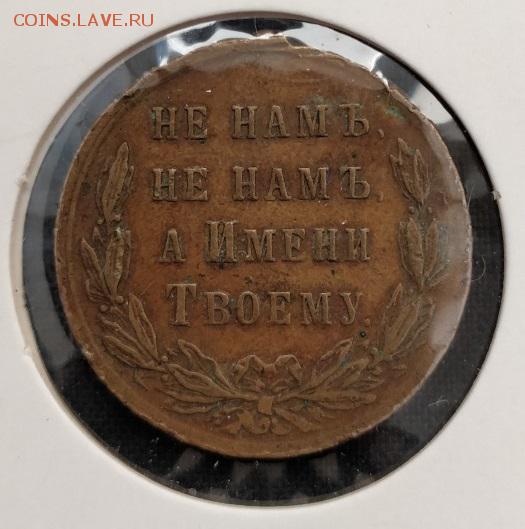 COINS.LAVE.RU
НЕ НАМЪ,
НЕ НАМЪ,
А ИМЕНИ
ТВОЕМУ.